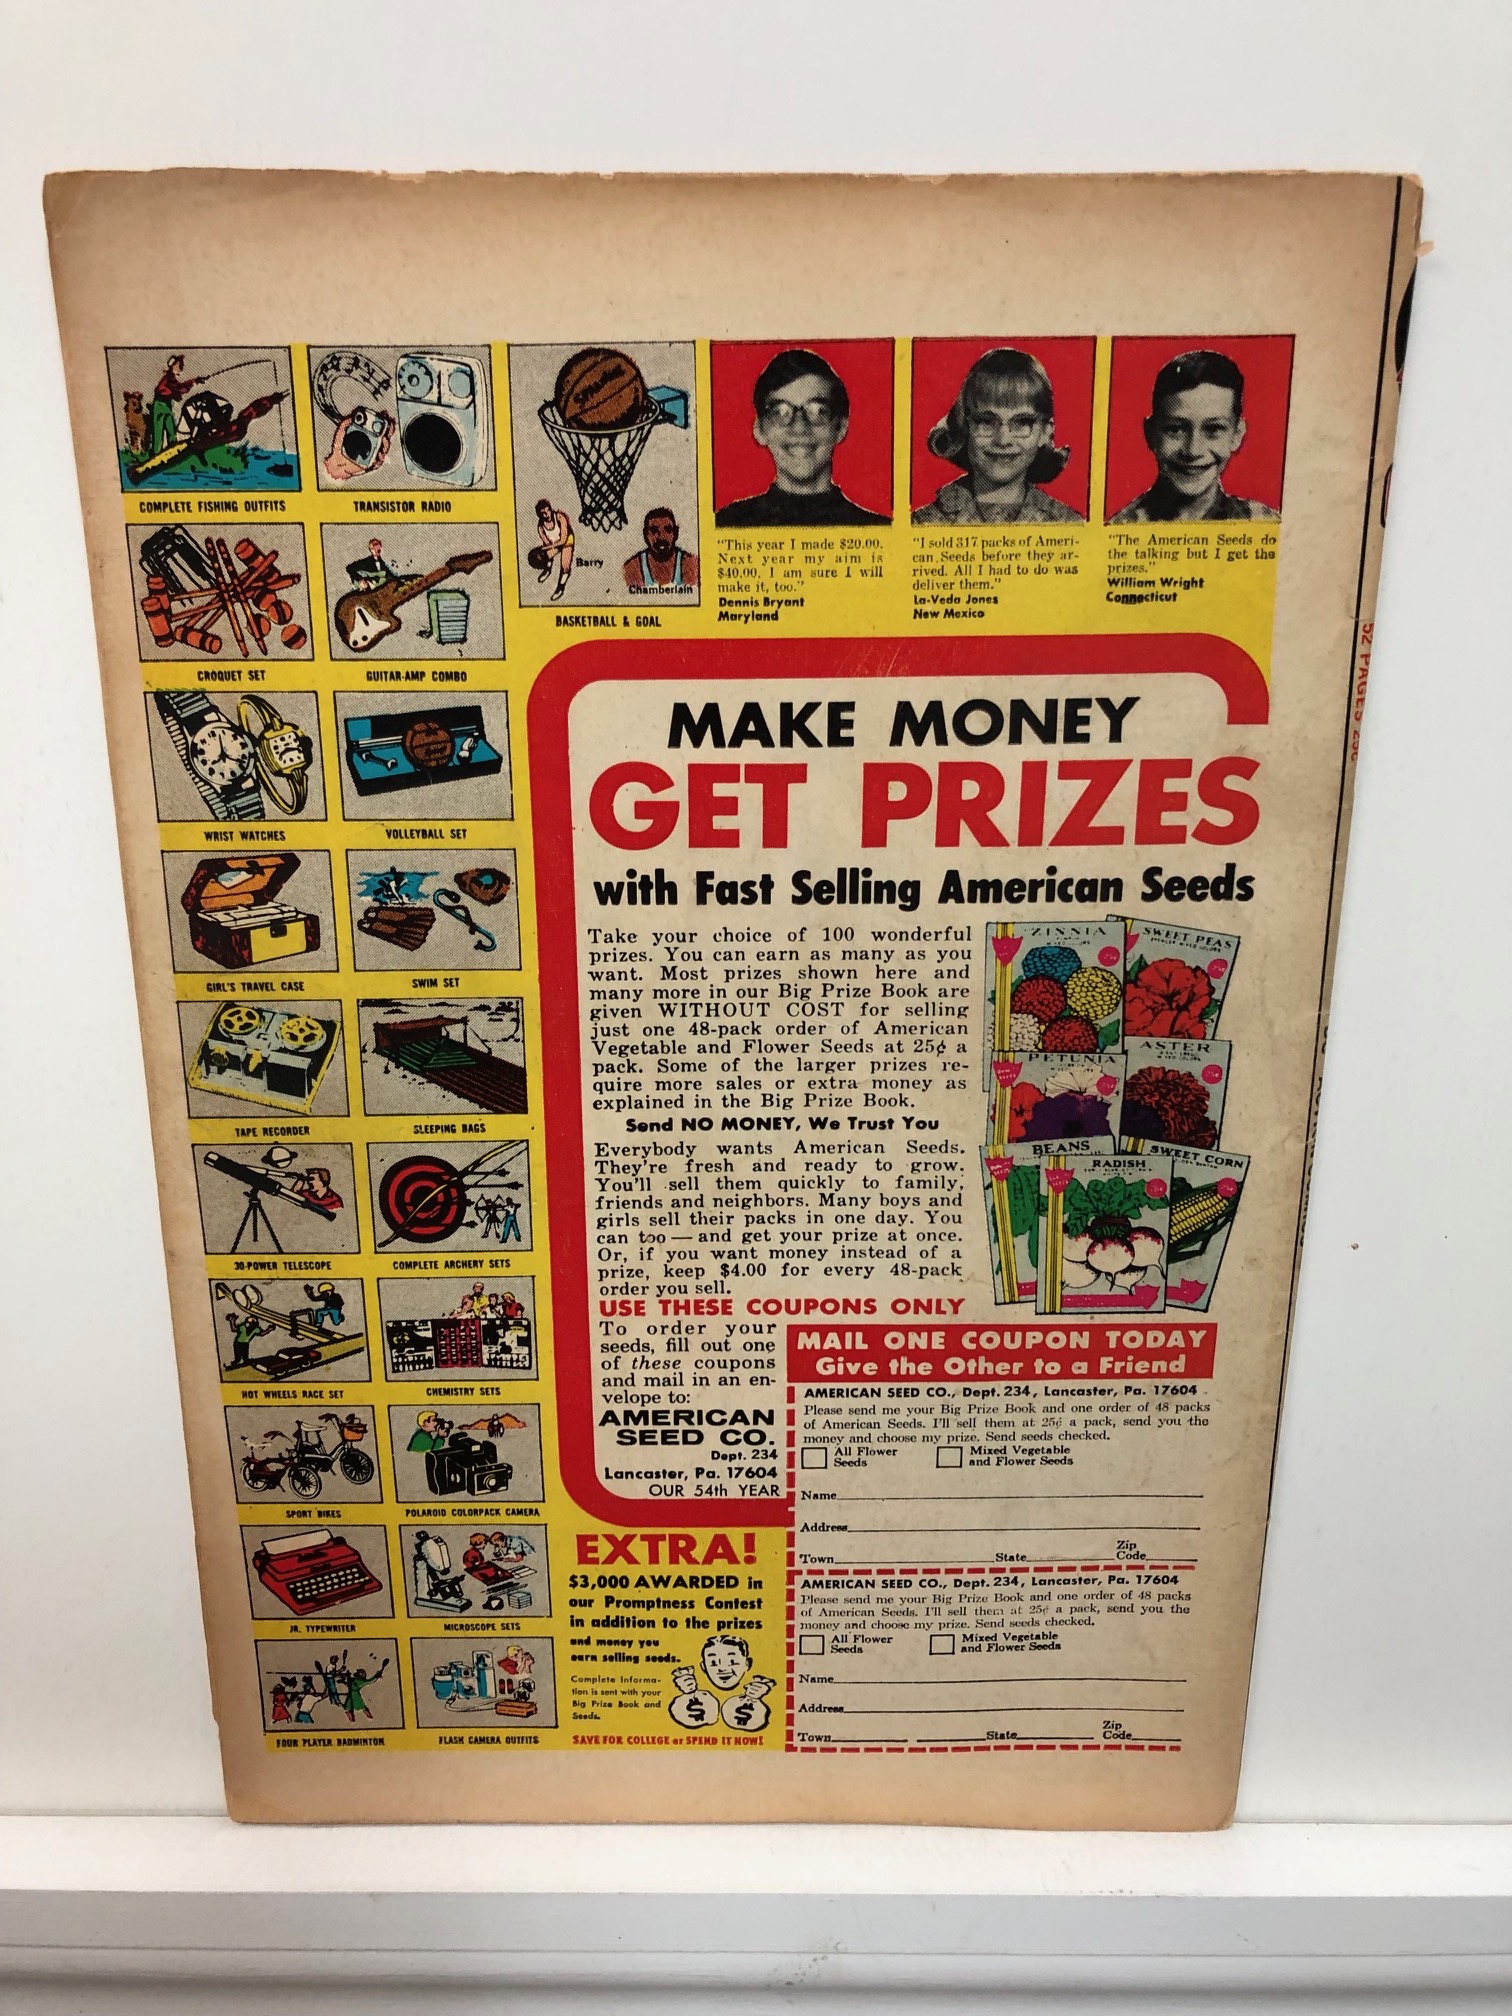 COMPLETE FISHING OUTFITS
TRANSISTOR RADIO
Barry
Chamberlain
BASKETBALL & GOAL
CROQUET SET
GUITAR-AMP COMBO
WRIST WATCHES
VOLLEYBALL SET
GIRL'S TRAVEL CASE
SWIM SET
TAPE RECORDER
SLEEPING BAGS
30-POWER TELESCOPE
COMPLETE ARCHERY SETS
HOT WHEELS RACE SET
CHEMISTRY SETS
SPORT BIKES
POLAROID COLORPACK CAMERA
JR. TYPEWRITER
MICROSCOPE SETS
FOUR PLAYER BADMINTON
FLASH CAMERA OUTFITS
"This year I made $20.00.
Next year my aim is
$40.00. I am sure I will
make it, too."
Dennis Bryant
Maryland
"I sold 317 packs of Ameri-
can Seeds before they ar-
rived. All I had to do was
deliver them."
La-Veda Jones
New Mexico
"The American Seeds do
the talking but I get the
prizes."
William Wright
Connecticut
MAKE MONEY
GET PRIZES
with Fast Selling American Seeds
Take your choice of 100 wonderful
prizes. You can earn as many as you
want. Most prizes shown here and
many more in our Big Prize Book are
given WITHOUT COST for selling
just one 48-pack order of American
Vegetable and Flower Seeds at 25¢ a
pack. Some of the larger prizes re-
quire more sales or extra money as
explained in the Big Prize Book.
Send NO MONEY, We Trust You
Everybody wants American Seeds.
They're fresh and ready to grow.
You'll sell them quickly to family,
friends and neighbors. Many boys and
girls sell their packs in one day. You
can too — and get your prize at once.
Or, if you want money instead of a
prize, keep $4.00 for every 48-pack
order you sell.
USE THESE COUPONS ONLY
To order your
seeds, fill out one
of these coupons
and mail in an en-
velope to:
AMERICAN
SEED CO.
Dept. 234
Lancaster, Pa. 17604
OUR 54th YEAR
ZINNIA
SWEET PEAS
PETUNIA
ASTER
BEANS
RADISH
SWEET CORN
MAIL ONE COUPON TODAY
Give the Other to a Friend
AMERICAN SEED CO., Dept. 234, Lancaster, Pa. 17604
Please send me your Big Prize Book and one order of 48 packs
of American Seeds. I'll sell them at 25¢ a pack, send you the
money and choose my prize. Send seeds checked.
All Flower Seeds
Mixed Vegetable and Flower Seeds
Name
Address
Town State Zip Code
AMERICAN SEED CO., Dept. 234, Lancaster, Pa. 17604
Please send me your Big Prize Book and one order of 48 packs
of American Seeds. I'll sell them at 25¢ a pack, send you the
money and choose my prize. Send seeds checked.
All Flower Seeds
Mixed Vegetable and Flower Seeds
Name
Address
Town State Zip Code
EXTRA!
$3,000 AWARDED in
our Promptness Contest
in addition to the prizes
and money you
earn selling seeds.
Complete Informa-
tion is sent with your
Big Prize Book and
Seeds.
$ $
SAVE FOR COLLEGE or SPEND IT NOW!
52 PAGES 25¢